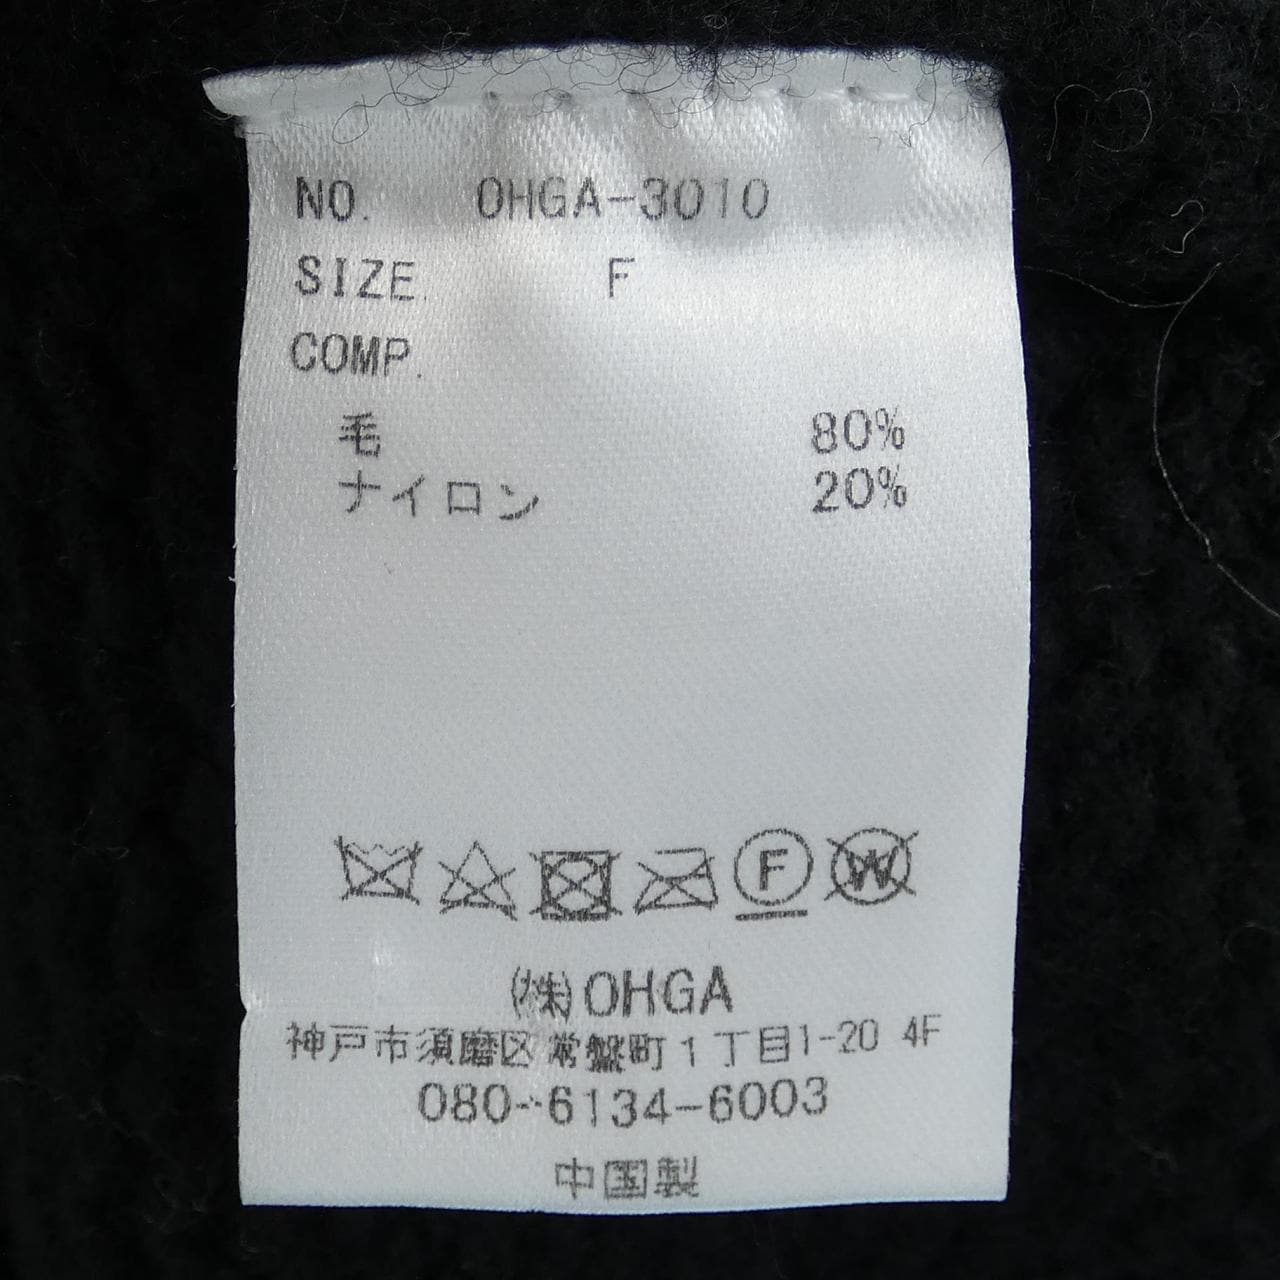 NO. OHGA-3010
SIZE. F
COMP.
毛 80%
ナイロン 20%
F W
㈱OHGA
神戸市須磨区常盤町1丁目1-20 4F
080-6134-6003
中国製